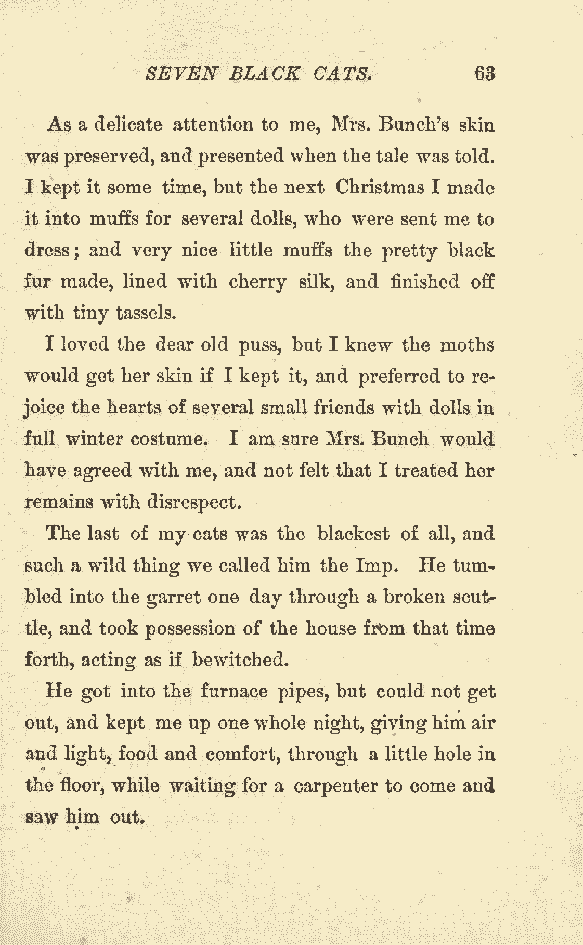 SEVEN BLACK CATS. 63
As a delicate attention to me, Mrs. Bunch's skin
was preserved, and presented when the tale was told.
I kept it some time, but the next Christmas I made
it into muffs for several dolls, who were sent me to
dress; and very nice little muffs the pretty black
fur made, lined with cherry silk, and finished off
with tiny tassels.
I loved the dear old puss, but I knew the moths
would get her skin if I kept it, and preferred to re-
joice the hearts of several small friends with dolls in
full winter costume. I am sure Mrs. Bunch would
have agreed with me, and not felt that I treated her
remains with disrespect.
The last of my cats was the blackest of all, and
such a wild thing we called him the Imp. He tum-
bled into the garret one day through a broken scut-
tle, and took possession of the house from that time
forth, acting as if bewitched.
He got into the furnace pipes, but could not get
out, and kept me up one whole night, giving him air
and light, food and comfort, through a little hole in
the floor, while waiting for a carpenter to come and
saw him out.